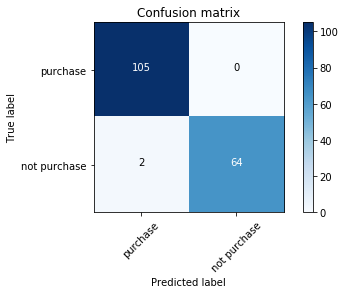 Confusion matrix
True label
purchase
not purchase
105
0
2
64
100
80
60
40
20
0
purchase
not purchase
Predicted label